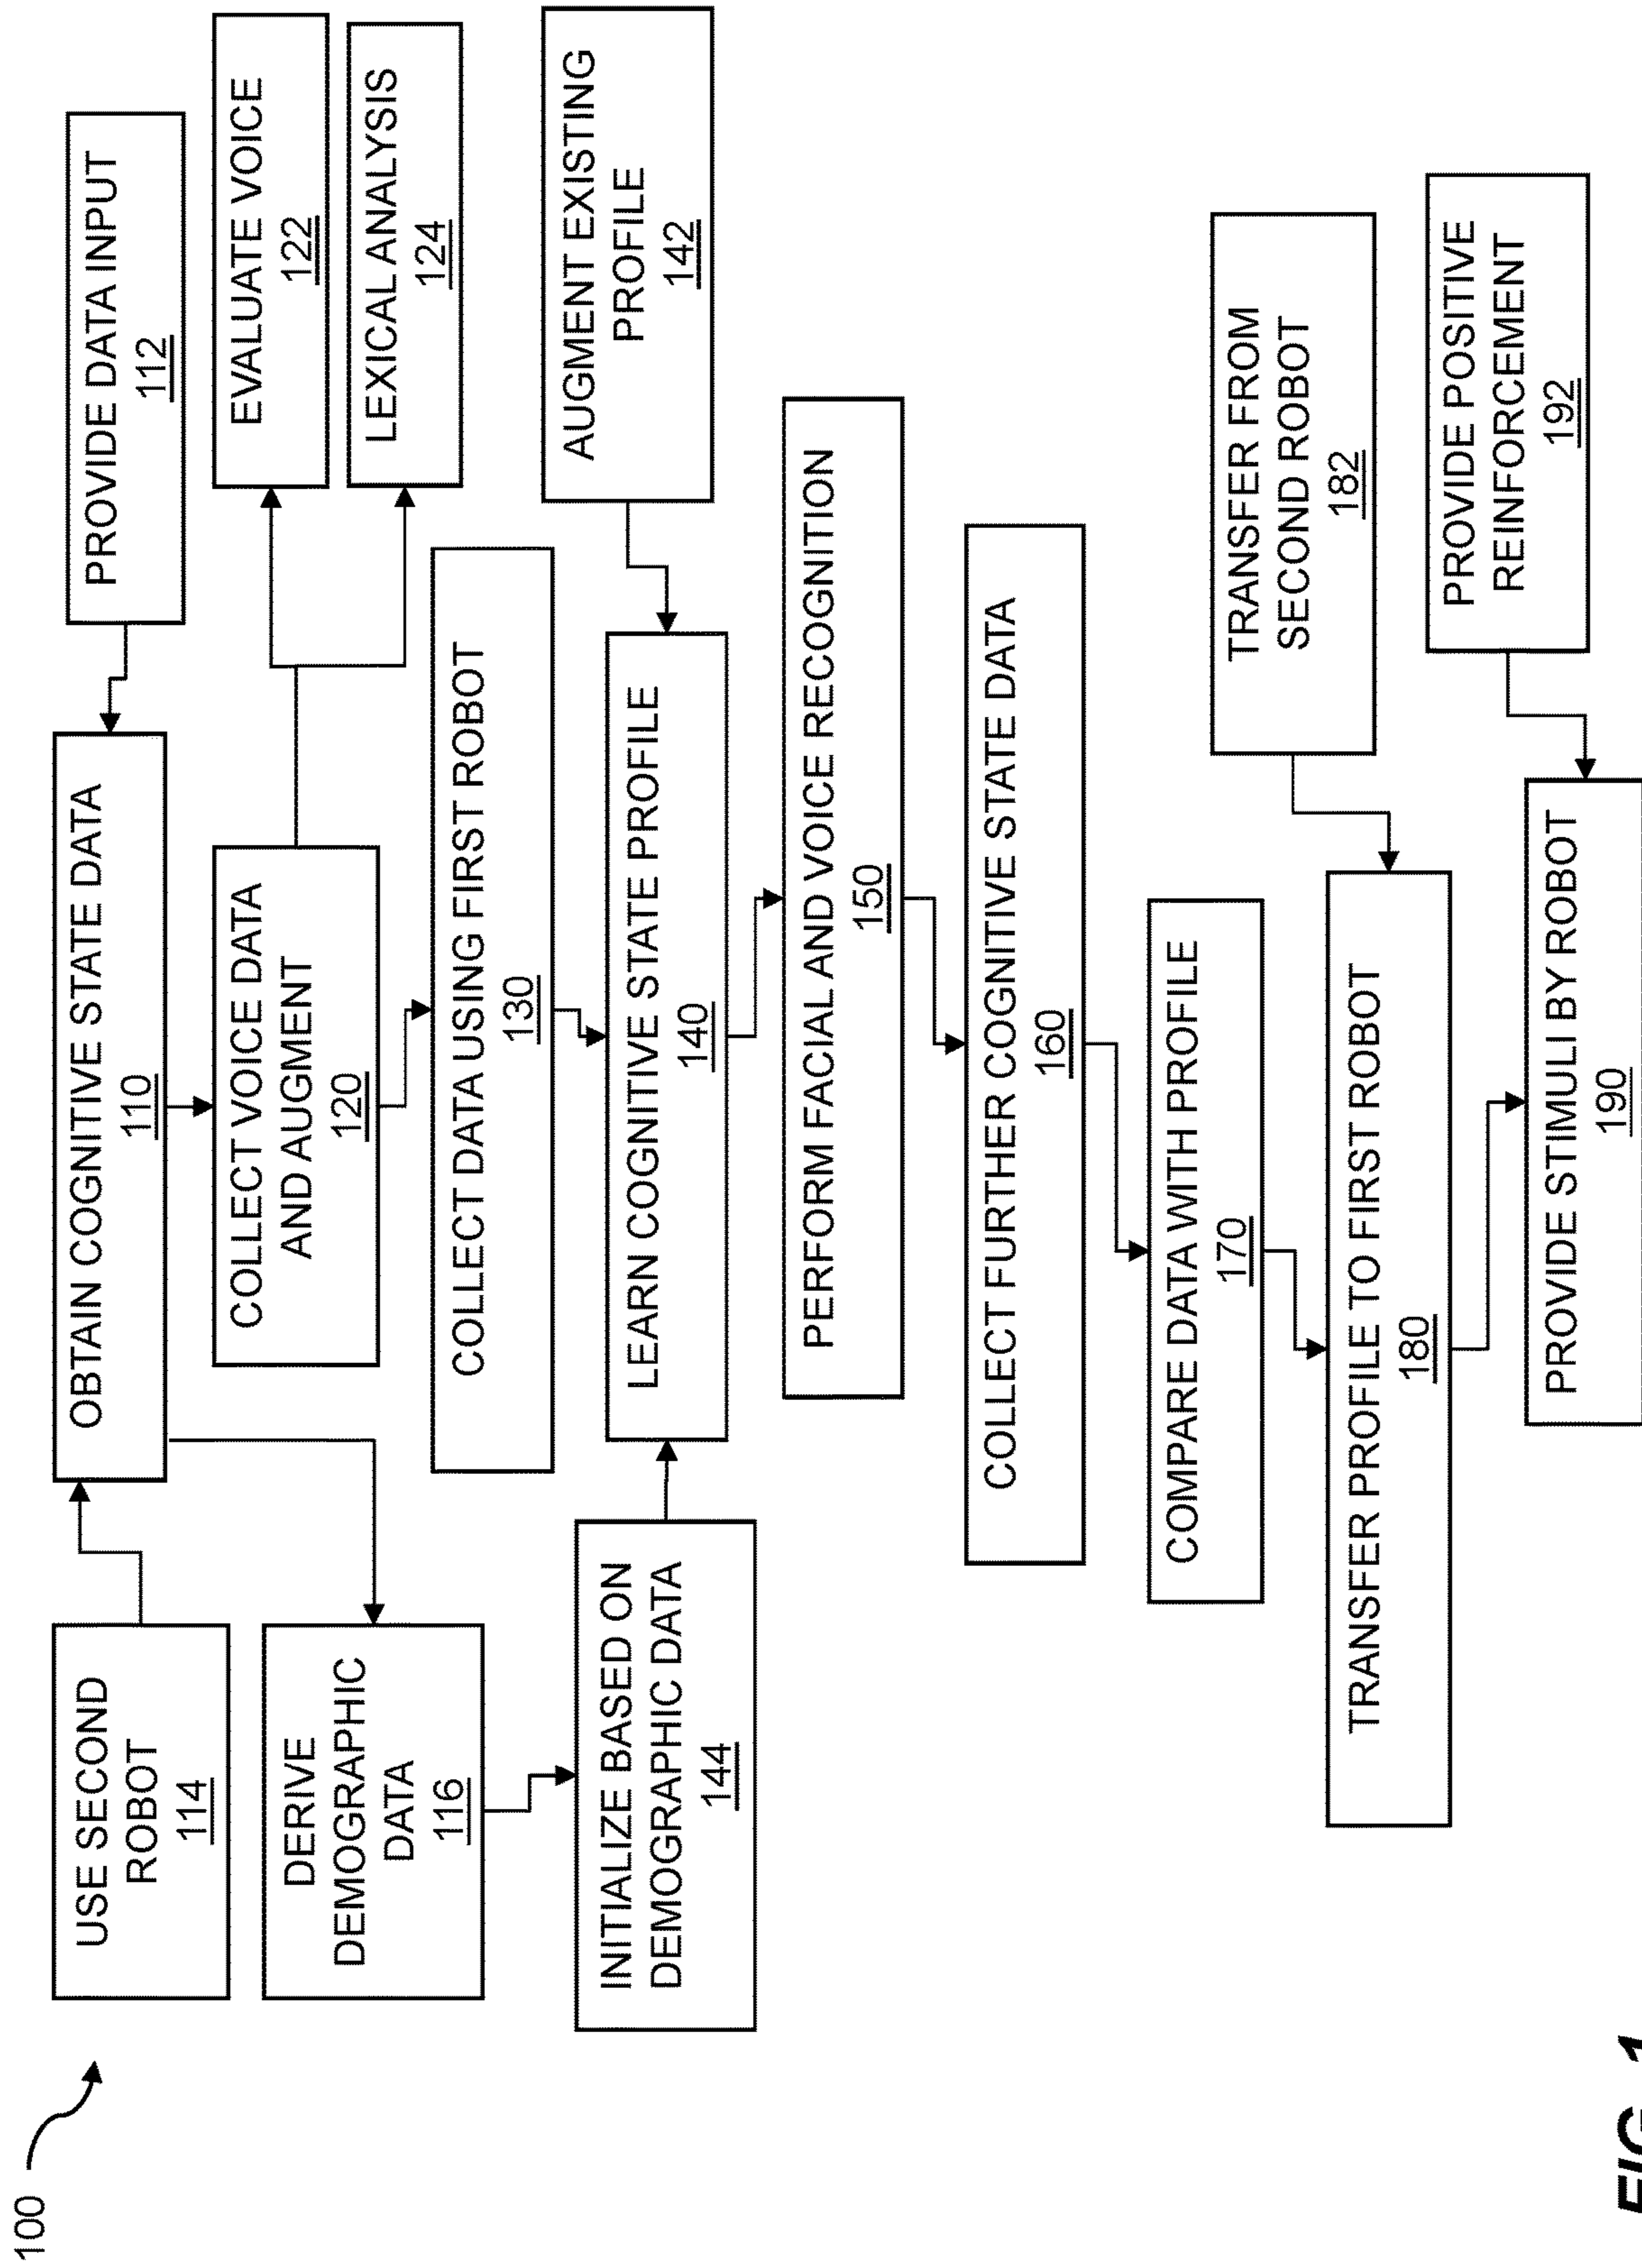 100
USE SECOND
ROBOT
114
OBTAIN COGNITIVE STATE DATA
110
PROVIDE DATA INPUT
112
DERIVE
DEMOGRAPHIC
DATA
116
COLLECT VOICE DATA
AND AUGMENT
120
EVALUATE VOICE
122
LEXICAL ANALYSIS
124
COLLECT DATA USING FIRST ROBOT
130
INITIALIZE BASED ON
DEMOGRAPHIC DATA
144
LEARN COGNITIVE STATE PROFILE
140
AUGMENT EXISTING
PROFILE
142
PERFORM FACIAL AND VOICE RECOGNITION
150
COLLECT FURTHER COGNITIVE STATE DATA
160
COMPARE DATA WITH PROFILE
170
TRANSFER PROFILE TO FIRST ROBOT
180
TRANSFER FROM
SECOND ROBOT
182
PROVIDE STIMULI BY ROBOT
190
PROVIDE POSITIVE
REINFORCEMENT
192
FIG. 1